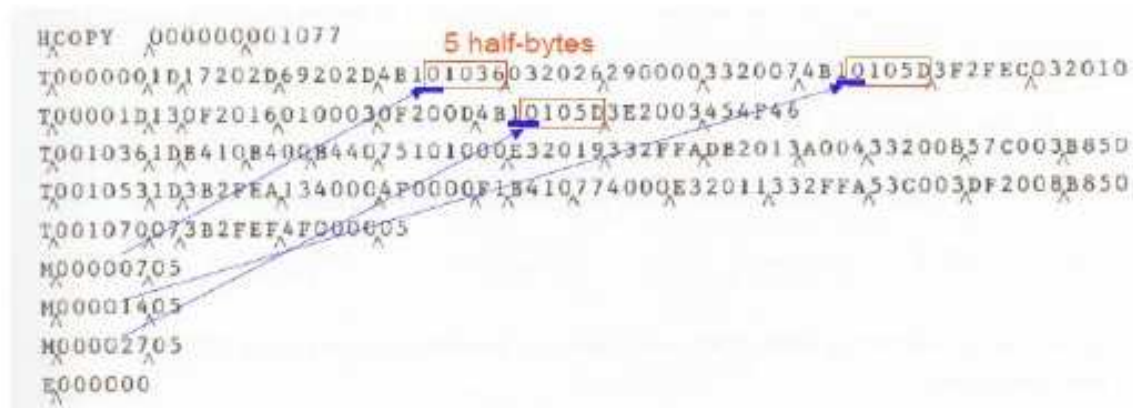 HCOPY 000000001077
5 half-bytes
T0000001D17202D69202D4B1010360320262900003320074B10105D3F2FEC032010
T00001D130F20160100030F200D4B10105D3E2003454F46
T0010361DB410B400B44075101000E32019332FFADB2013A00433200857C003B850
T0010531D3B2FEA1340004F0000F1B410774000E32011332FFA53C003DF2008B850
T001070073B2FEF4F000005
M00000705
M00001405
M00002705
E000000